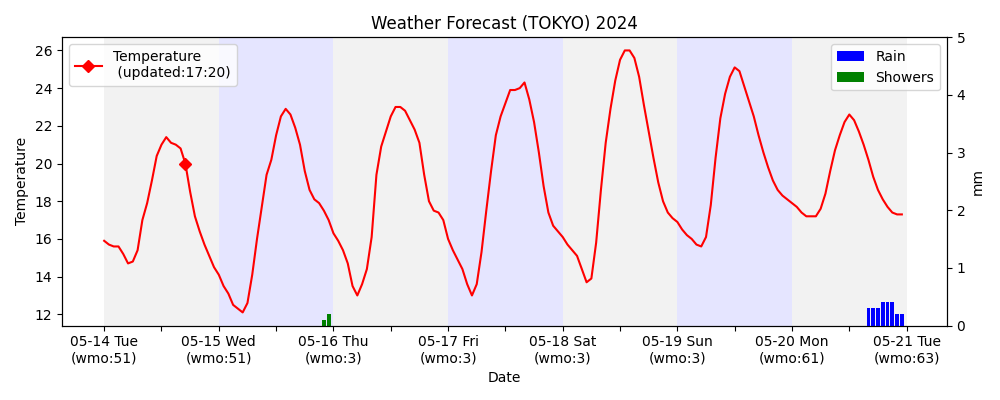 Weather Forecast (TOKYO) 2024
Temperature
(updated:17:20)
Rain
Showers
Temperature
26
24
22
20
18
16
14
12
5
4
3
2
1
0
mm
05-14 Tue
(wmo:51)
05-15 Wed
(wmo:51)
05-16 Thu
(wmo:3)
05-17 Fri
(wmo:3)
05-18 Sat
(wmo:3)
05-19 Sun
(wmo:3)
05-20 Mon
(wmo:61)
05-21 Tue
(wmo:63)
Date